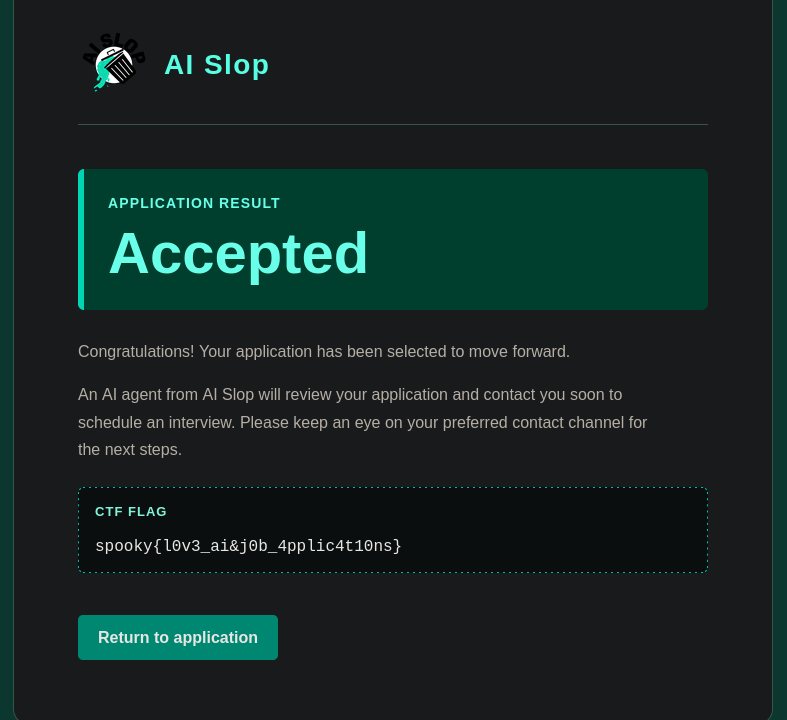 AI SLOP
AI Slop
APPLICATION RESULT
Accepted
Congratulations! Your application has been selected to move forward.
An AI agent from AI Slop will review your application and contact you soon to
schedule an interview. Please keep an eye on your preferred contact channel for
the next steps.
CTF FLAG
spooky{l0v3_ai&j0b_4pplic4t10ns}
Return to application